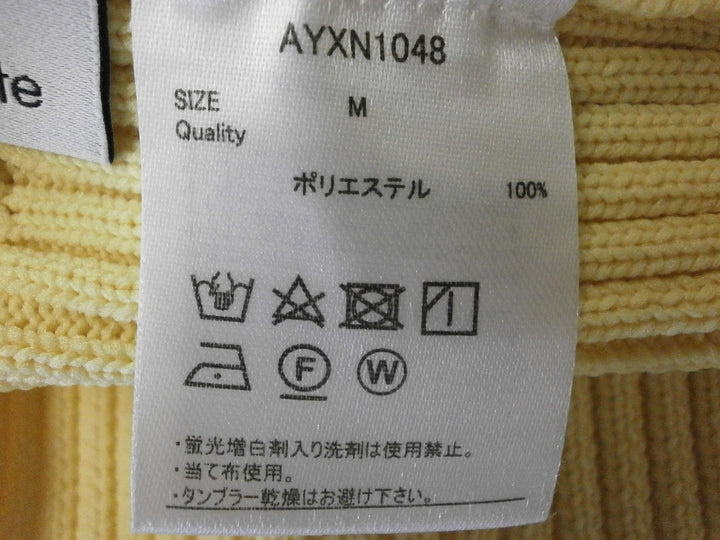 AYXN1048
SIZE M
Quality
ポリエステル 100%
F W
・蛍光増白剤入り洗剤は使用禁止。
・当て布使用。
・タンブラー乾燥はお避け下さい。